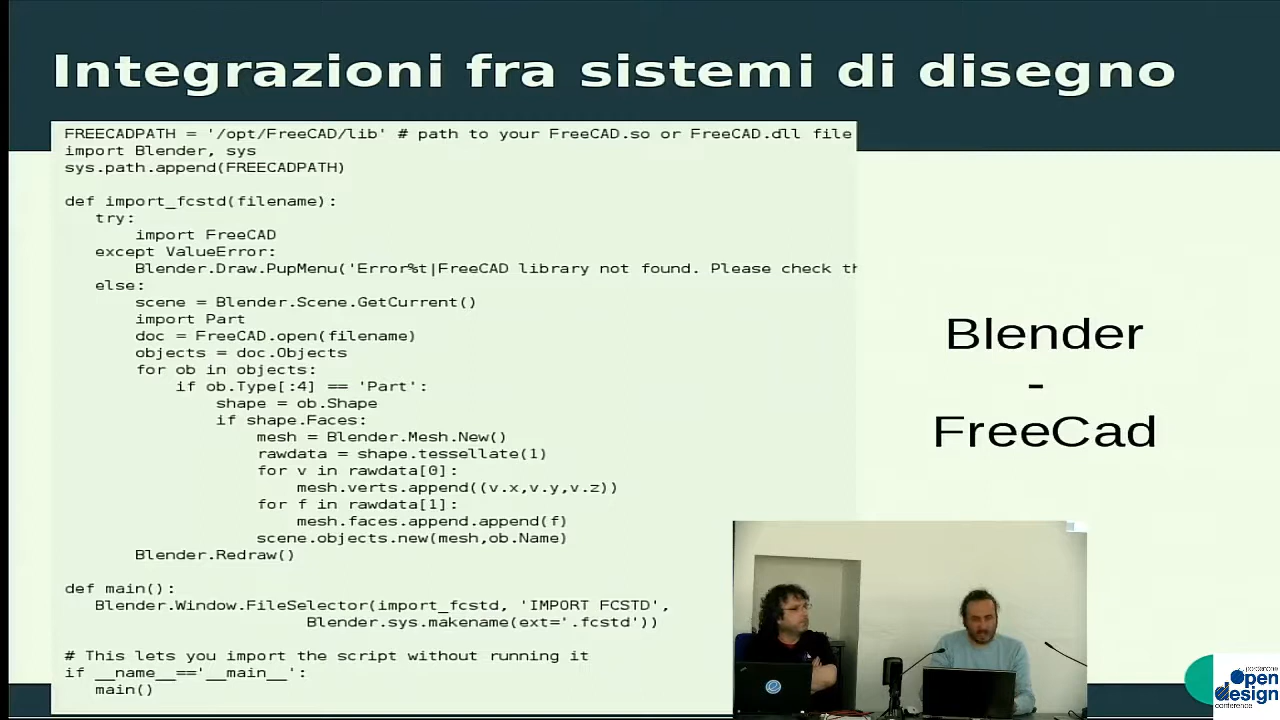 Integrazioni fra sistemi di disegno
FREECADPATH = '/opt/FreeCAD/lib' # path to your FreeCAD.so or FreeCAD.dll file
import Blender, sys
sys.path.append(FREECADPATH)
def import_fcstd(filename):
try:
import FreeCAD
except ValueError:
Blender.Draw.PupMenu('Error%t|FreeCAD library not found. Please check th
else:
scene = Blender.Scene.GetCurrent()
import Part
doc = FreeCAD.open(filename)
objects = doc.Objects
for ob in objects:
if ob.Type[:4] == 'Part':
shape = ob.Shape
if shape.Faces:
mesh = Blender.Mesh.New()
rawdata = shape.tessellate(1)
for v in rawdata[0]:
mesh.verts.append((v.x,v.y,v.z))
for f in rawdata[1]:
mesh.faces.append.append(f)
scene.objects.new(mesh,ob.Name)
Blender.Redraw()
def main():
Blender.Window.FileSelector(import_fcstd, 'IMPORT FCSTD',
Blender.sys.makename(ext='.fcstd'))
# This lets you import the script without running it
if __name__=='__main__':
main()
Blender
-
FreeCad
pordenone
open
design
conference